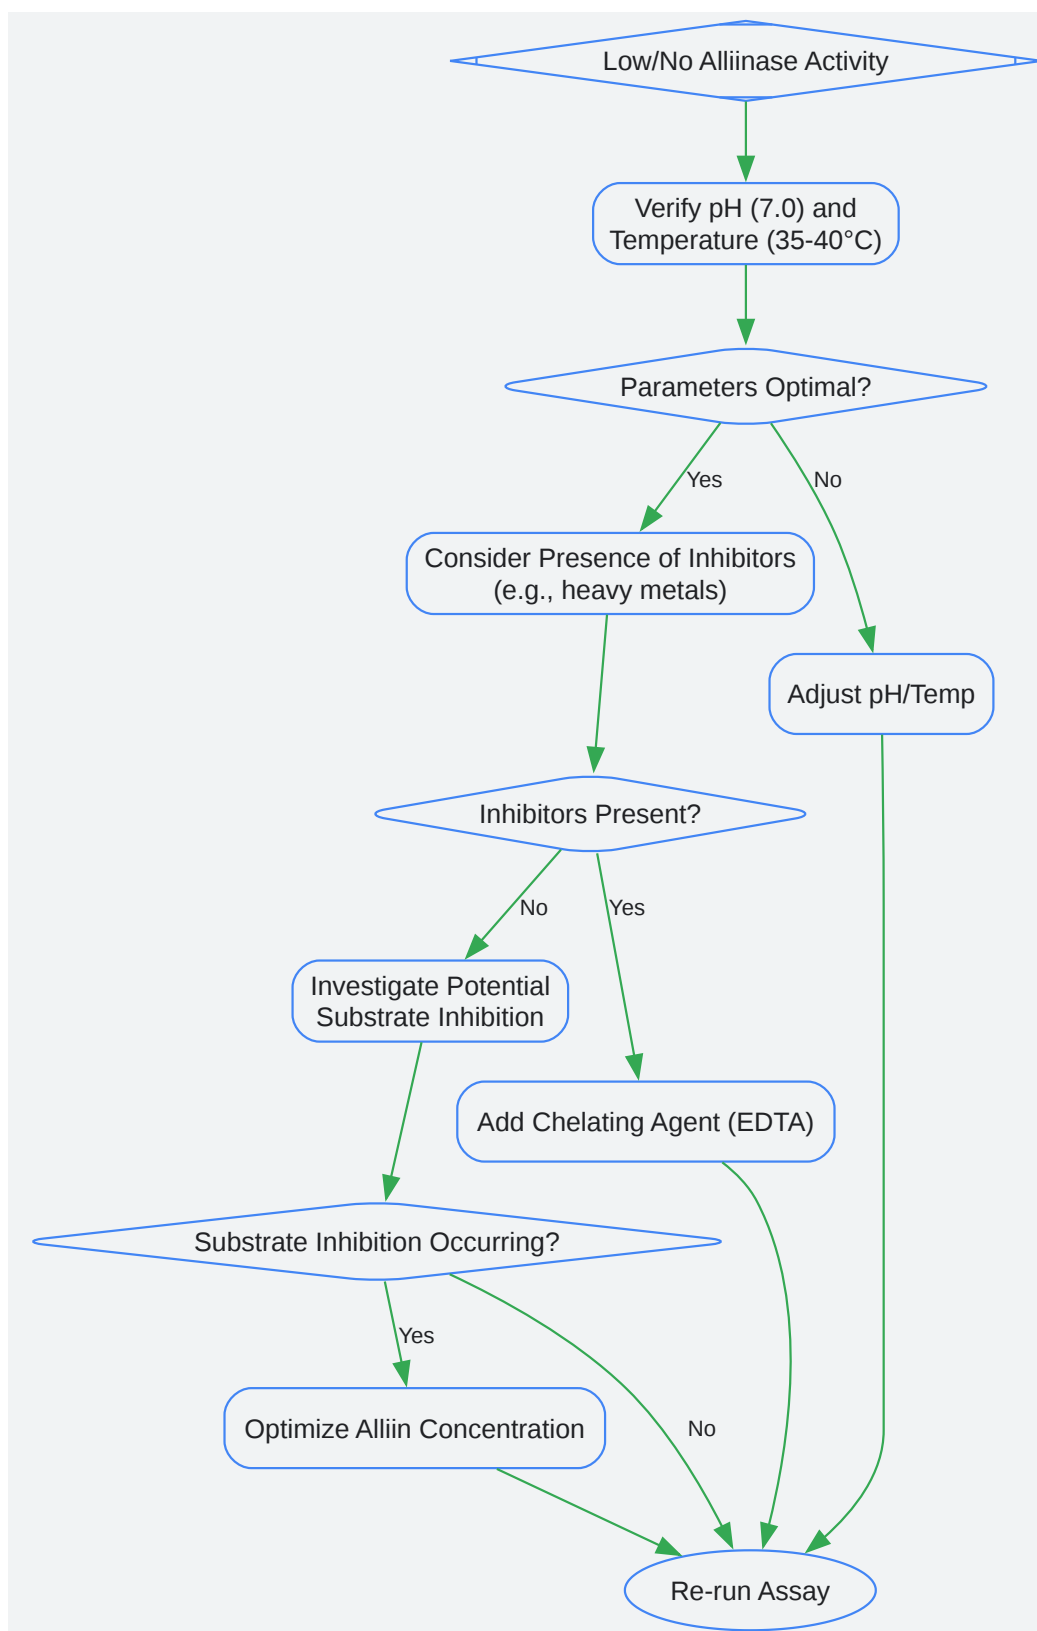 Low/No Alliinase Activity
Verify pH (7.0) and
Temperature (35-40°C)
Parameters Optimal?
Yes
No
Consider Presence of Inhibitors
(e.g., heavy metals)
Adjust pH/Temp
Inhibitors Present?
No
Yes
Investigate Potential
Substrate Inhibition
Add Chelating Agent (EDTA)
Substrate Inhibition Occurring?
Yes
Optimize Alliin Concentration
No
Re-run Assay